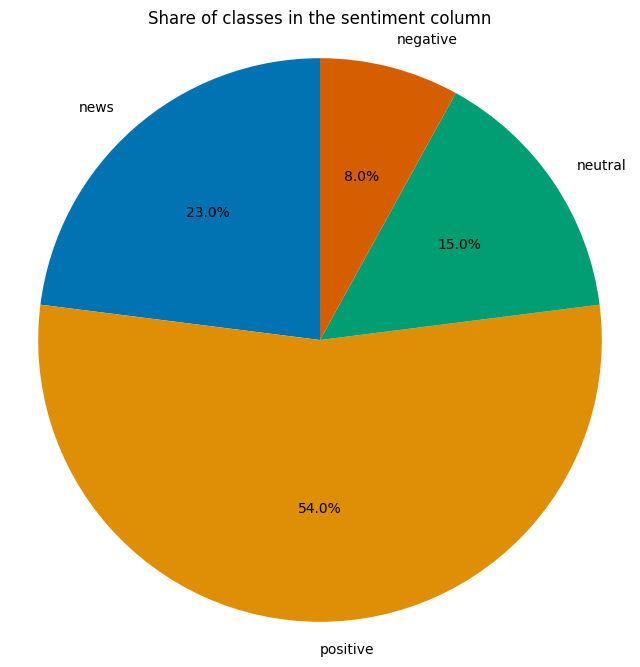 Share of classes in the sentiment column
negative
news
neutral
8.0%
23.0%
15.0%
54.0%
positive